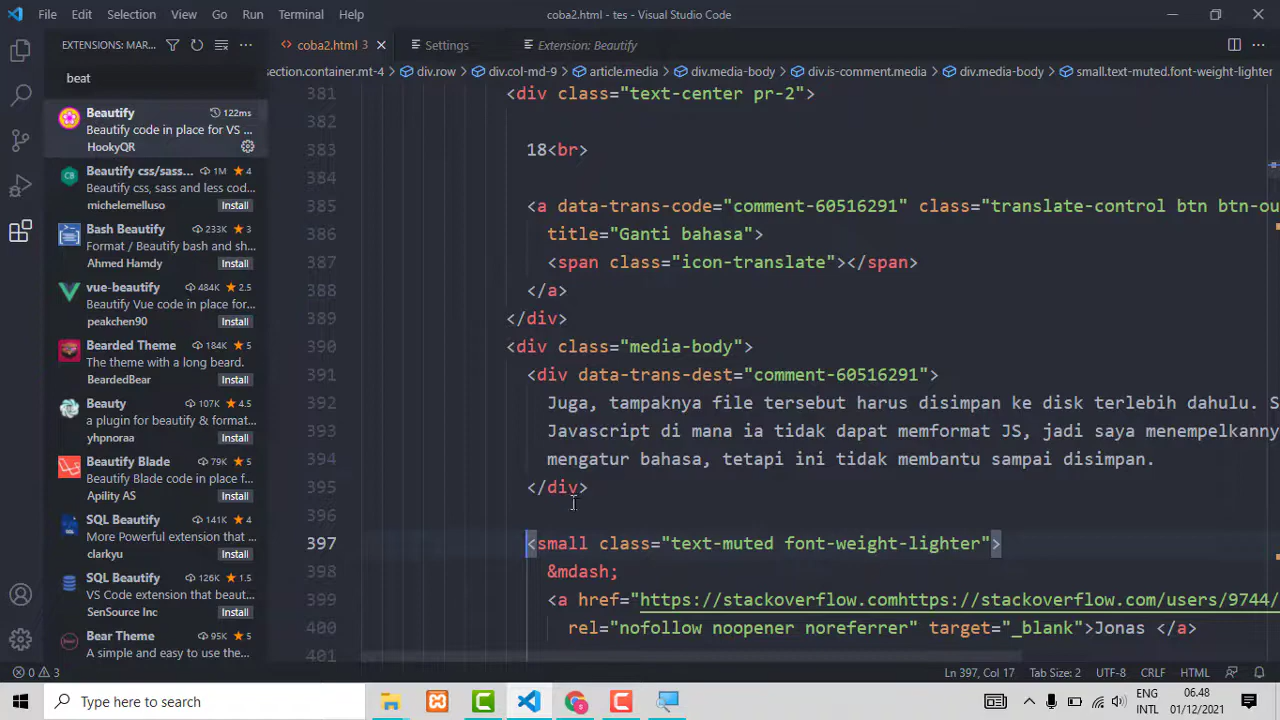 File Edit Selection View Go Run Terminal Help coba2.html - tes - Visual Studio Code
EXTENSIONS: MAR...
coba2.html 3 Settings Extension: Beautify
beat
section.container.mt-4 div.row div.col-md-9 article.media div.media-body div.is-comment.media div.media-body small.text-muted.font-weight-lighter
Beautify 122ms
Beautify code in place for VS ...
HookyQR
Beautify css/sass... 1M 4
Beautify css, sass and less cod...
michelemelluso Install
Bash Beautify 233K 3
Format / Beautify bash and sh...
Ahmed Hamdy Install
vue-beautify 484K 2.5
Beautify Vue code in place for...
peakchen90 Install
Bearded Theme 184K 5
The theme with a long beard.
BeardedBear Install
Beauty 107K 4.5
a plugin for beautify & format...
yhpnoraa Install
Beautify Blade 79K 5
Beautify Blade code in place f...
Apility AS Install
SQL Beautify 141K 4
More Powerful extension that ...
clarkyu Install
SQL Beautify 126K 1.5
VS Code extension that beaut...
SenSource Inc Install
Bear Theme 95K 5
A simple and easy to use the...
381 <div class="text-center pr-2">
382
383 18<br>
384
385 <a data-trans-code="comment-60516291" class="translate-control btn btn-ou
386 title="Ganti bahasa">
387 <span class="icon-translate"></span>
388 </a>
389 </div>
390 <div class="media-body">
391 <div data-trans-dest="comment-60516291">
392 Juga, tampaknya file tersebut harus disimpan ke disk terlebih dahulu. S
393 Javascript di mana ia tidak dapat memformat JS, jadi saya menempelkanny
394 mengatur bahasa, tetapi ini tidak membantu sampai disimpan.
395 </div>
396
397 <small class="text-muted font-weight-lighter">
398 &mdash;
399 <a href="https://stackoverflow.comhttps://stackoverflow.com/users/9744/
400 rel="nofollow noopener noreferrer" target="_blank">Jonas </a>
401
0 3 Ln 397, Col 17 Tab Size: 2 UTF-8 CRLF HTML
Type here to search
ENG 06.48
INTL 01/12/2021